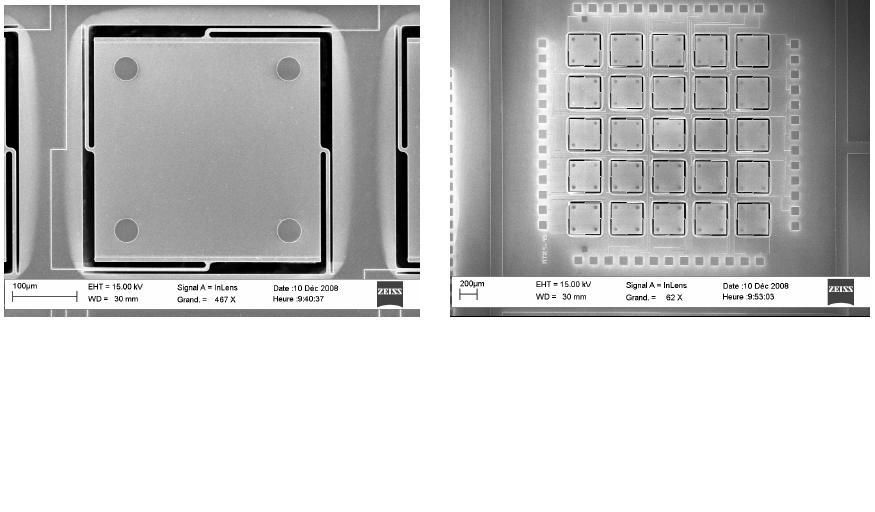 100µm
EHT = 15.00 kV
WD = 30 mm
Signal A = InLens
Grand. = 467 X
Date :10 Déc 2008
Heure :9:40:37
ZEISS
200µm
EHT = 15.00 kV
WD = 30 mm
Signal A = InLens
Grand. = 62 X
Date :10 Déc 2008
Heure :9:53:03
ZEISS